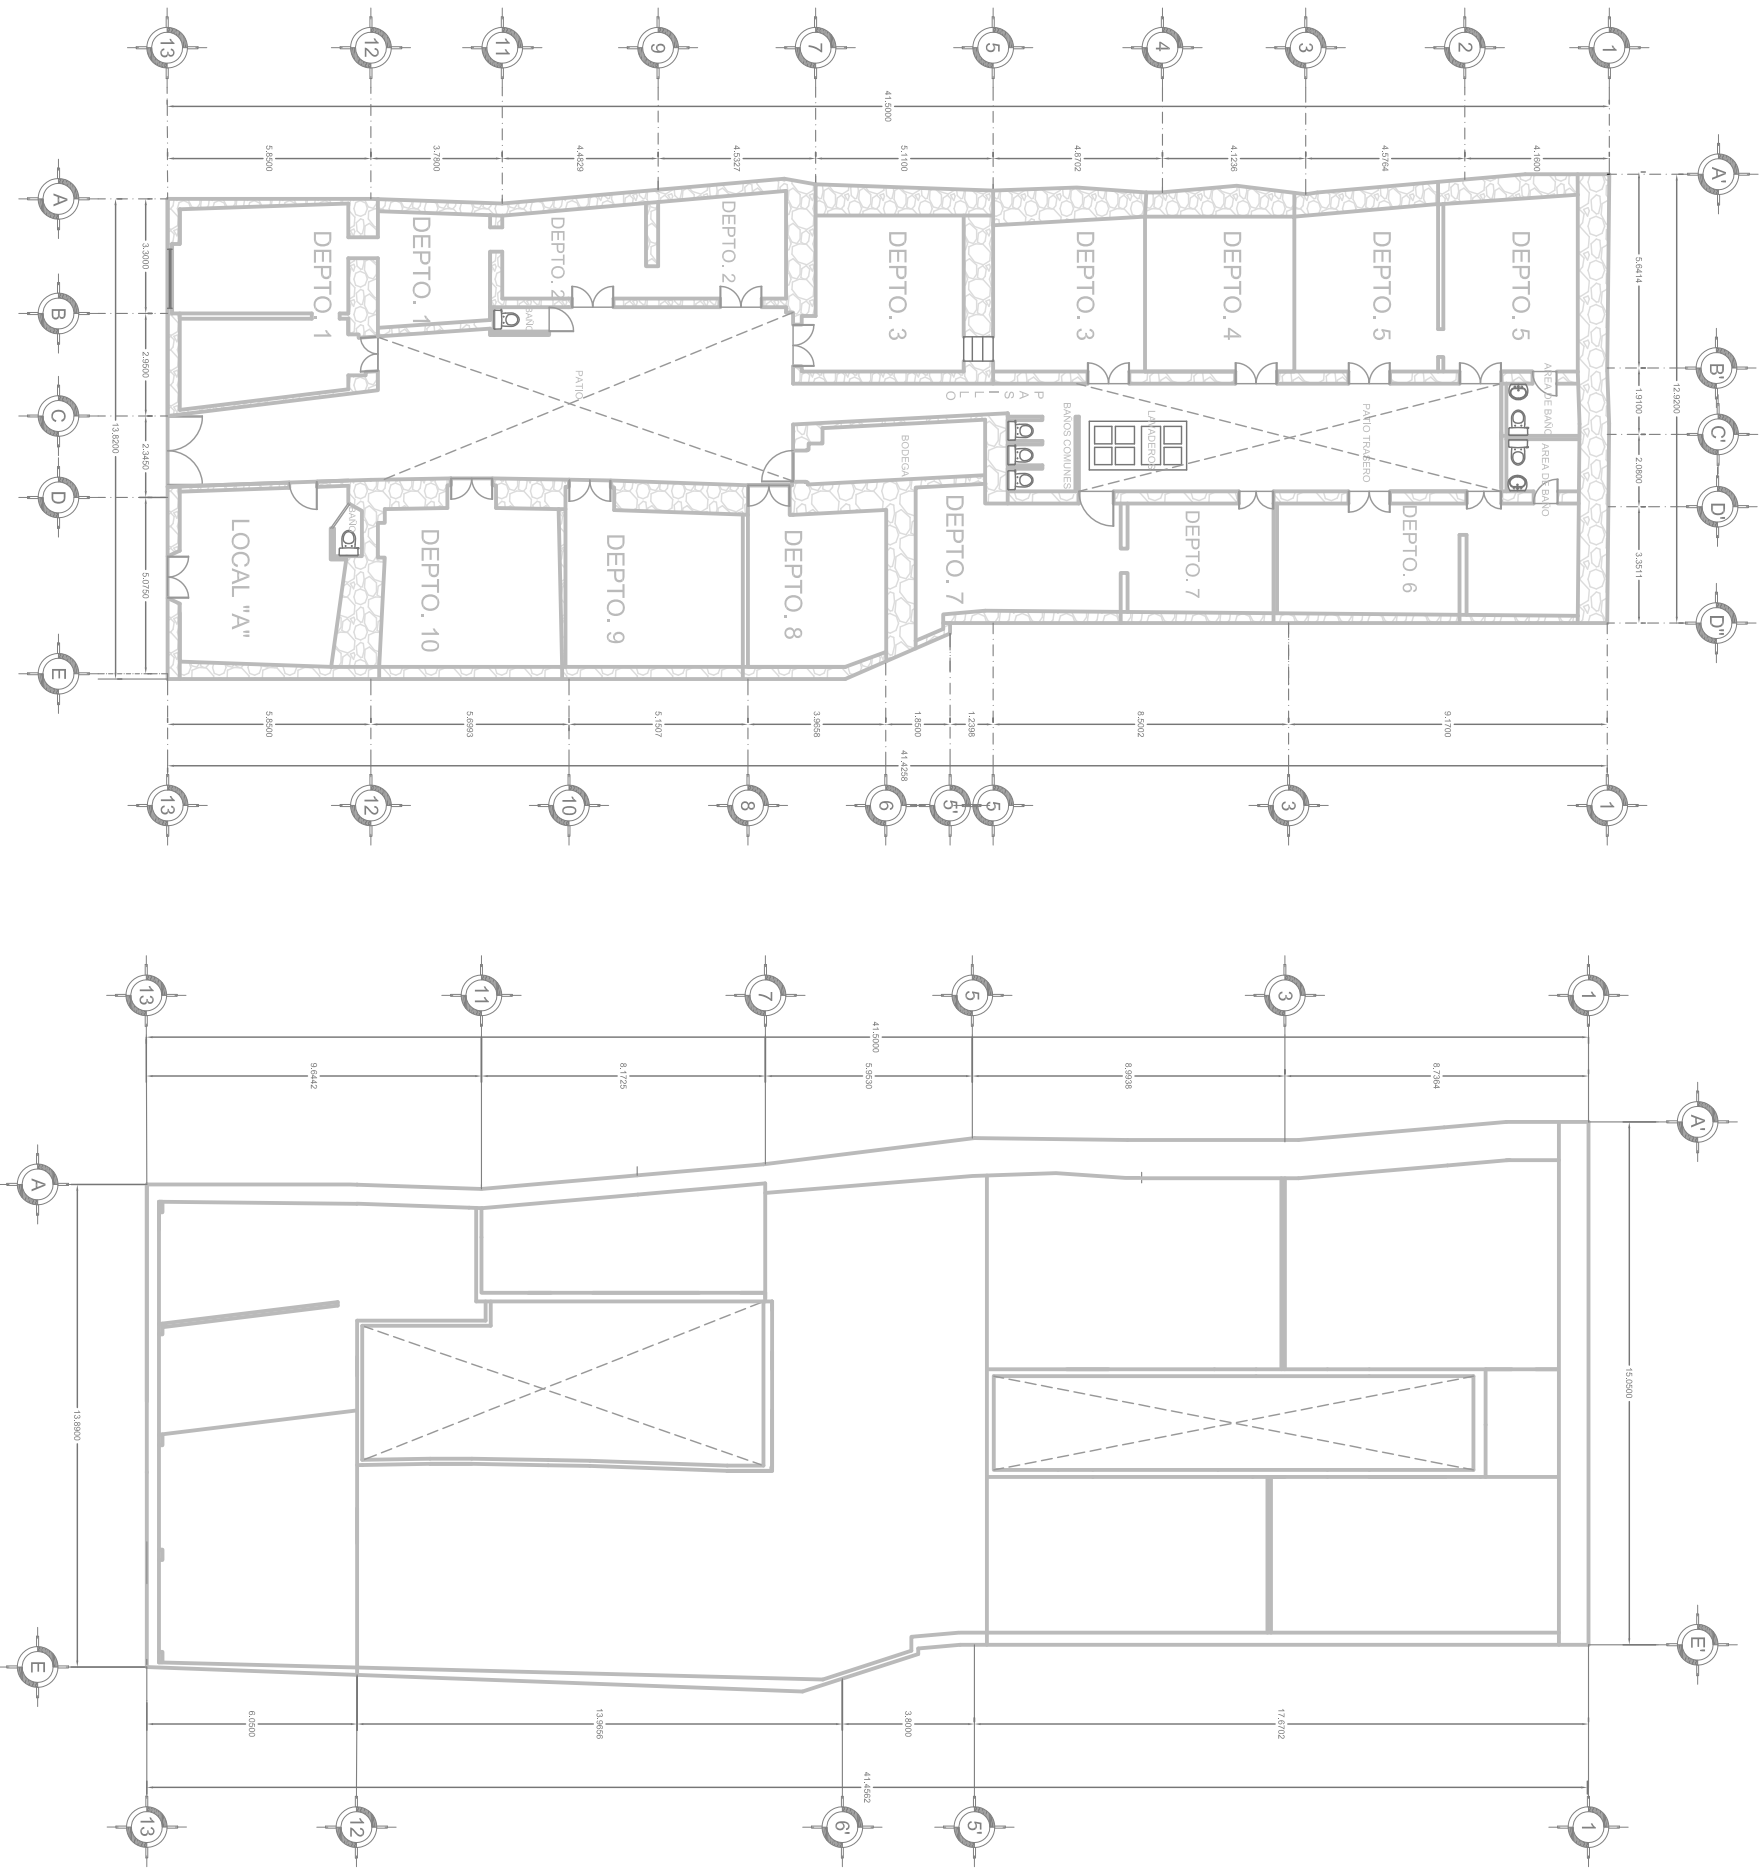 13
12
11
9
7
5
4
3
2
1
41.5000
5.8500
3.7800
4.4829
4.5327
5.1100
4.8702
4.1236
4.5764
4.1600
A
B
C
D
E
3.3000
2.9500
2.3450
5.0750
13.8200
A'
B'
C'
D'
D"
5.6414
1.9100
2.0800
3.3511
12.9200
DEPTO. 1
DEPTO. 1
DEPTO. 2
DEPTO. 2
DEPTO. 3
DEPTO. 3
DEPTO. 4
DEPTO. 5
DEPTO. 5
BAÑO
PATIO
PASILLO
BODEGA
BAÑOS COMUNES
LAVADEROS
PATIO TRASERO
AREA DE BAÑO
AREA DE BAÑO
LOCAL "A"
BAÑO
DEPTO. 10
DEPTO. 9
DEPTO. 8
DEPTO. 7
DEPTO. 7
DEPTO. 6
5.8500
5.6993
5.1507
3.9658
1.8500
1.2398
8.5002
9.1700
41.4258
13
12
10
8
6
5'
5
3
1
13
11
7
5
3
1
41.5000
9.6442
8.1725
5.9530
8.9938
8.7364
A
E
13.8900
A'
E'
15.0500
6.0500
13.9656
3.8000
17.6702
41.4562
13
12
6'
5'
1